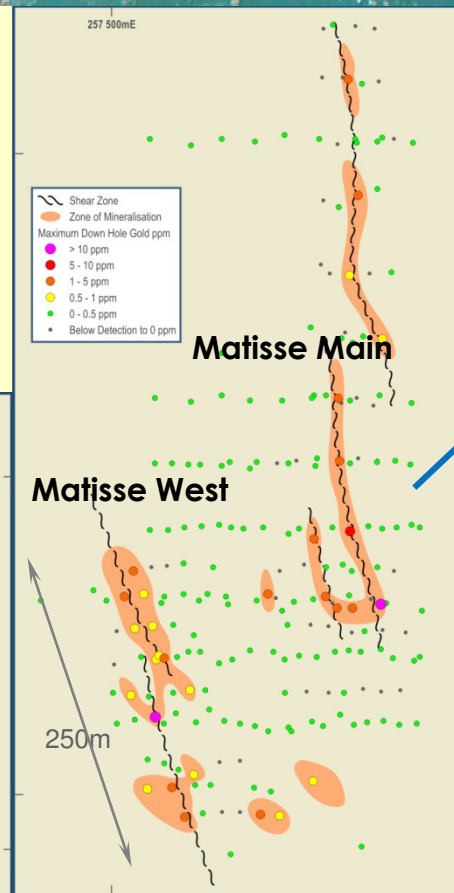 257 500mE
Shear Zone
Zone of Mineralisation
Maximum Down Hole Gold ppm
> 10 ppm
5 - 10 ppm
1 - 5 ppm
0.5 - 1 ppm
0 - 0.5 ppm
Below Detection to 0 ppm
Matisse Main
Matisse West
250m